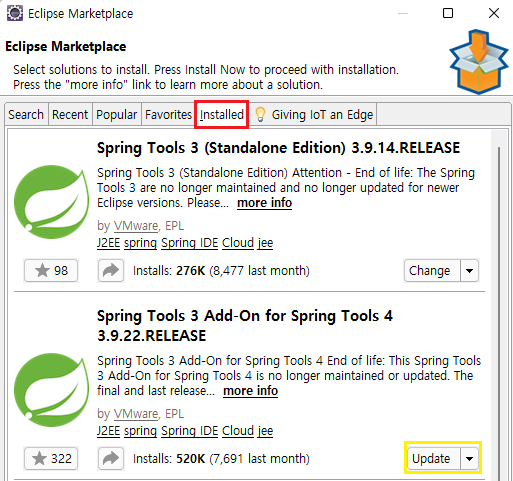 Eclipse Marketplace
Eclipse Marketplace
Select solutions to install. Press Install Now to proceed with installation.
Press the "more info" link to learn more about a solution.
Search Recent Popular Favorites Installed Giving IoT an Edge
Spring Tools 3 (Standalone Edition) 3.9.14.RELEASE
Spring Tools 3 (Standalone Edition) Attention - End of life: The Spring
Tools 3 are no longer maintained and no longer updated for newer
Eclipse versions. Please... more info
by VMware, EPL
J2EE spring Spring IDE Cloud jee
98 Installs: 276K (8,477 last month) Change
Spring Tools 3 Add-On for Spring Tools 4
3.9.22.RELEASE
Spring Tools 3 Add-On for Spring Tools 4 End of life: This Spring Tools
3 Add-On for Spring Tools 4 is no longer maintained or updated. The
final and last release... more info
by VMware, EPL
J2EE spring Spring IDE Cloud jee
322 Installs: 520K (7,691 last month) Update